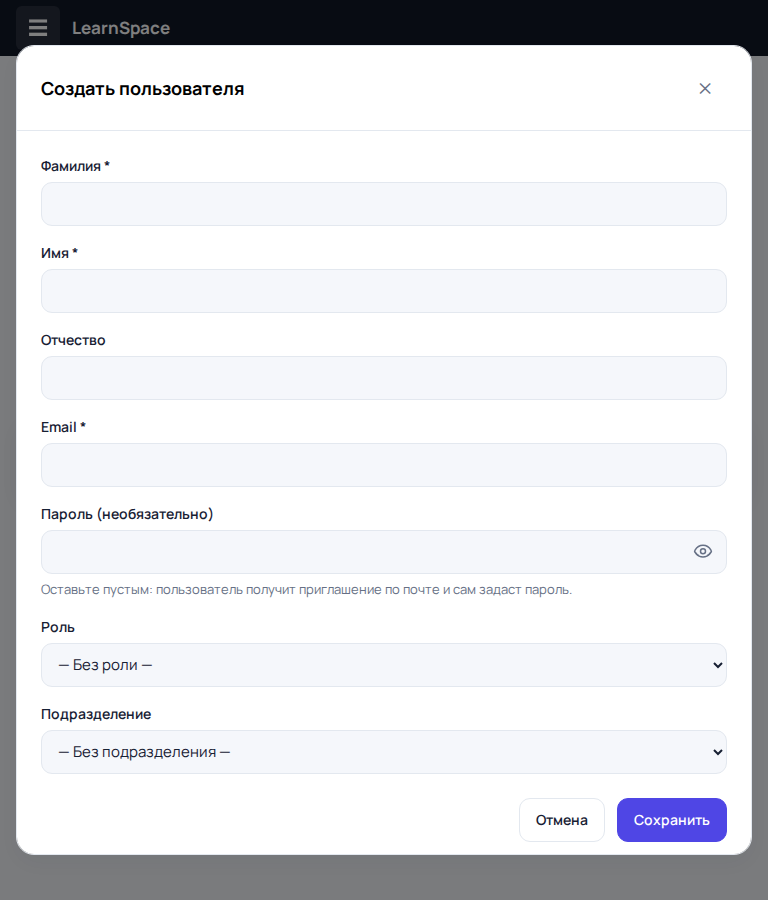 LearnSpace
Создать пользователя
Фамилия *
Имя *
Отчество
Email *
Пароль (необязательно)
Оставьте пустым: пользователь получит приглашение по почте и сам задаст пароль.
Роль
— Без роли —
Подразделение
— Без подразделения —
Отмена Сохранить